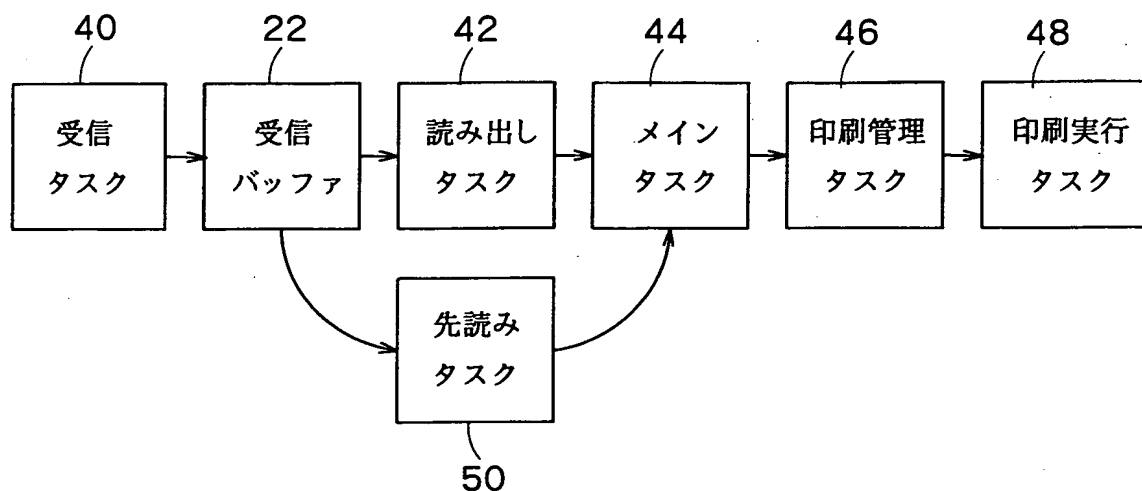 40
22
42
44
46
48
受信
タスク
受信
バッファ
読み出し
タスク
メイン
タスク
印刷管理
タスク
印刷実行
タスク
先読み
タスク
50